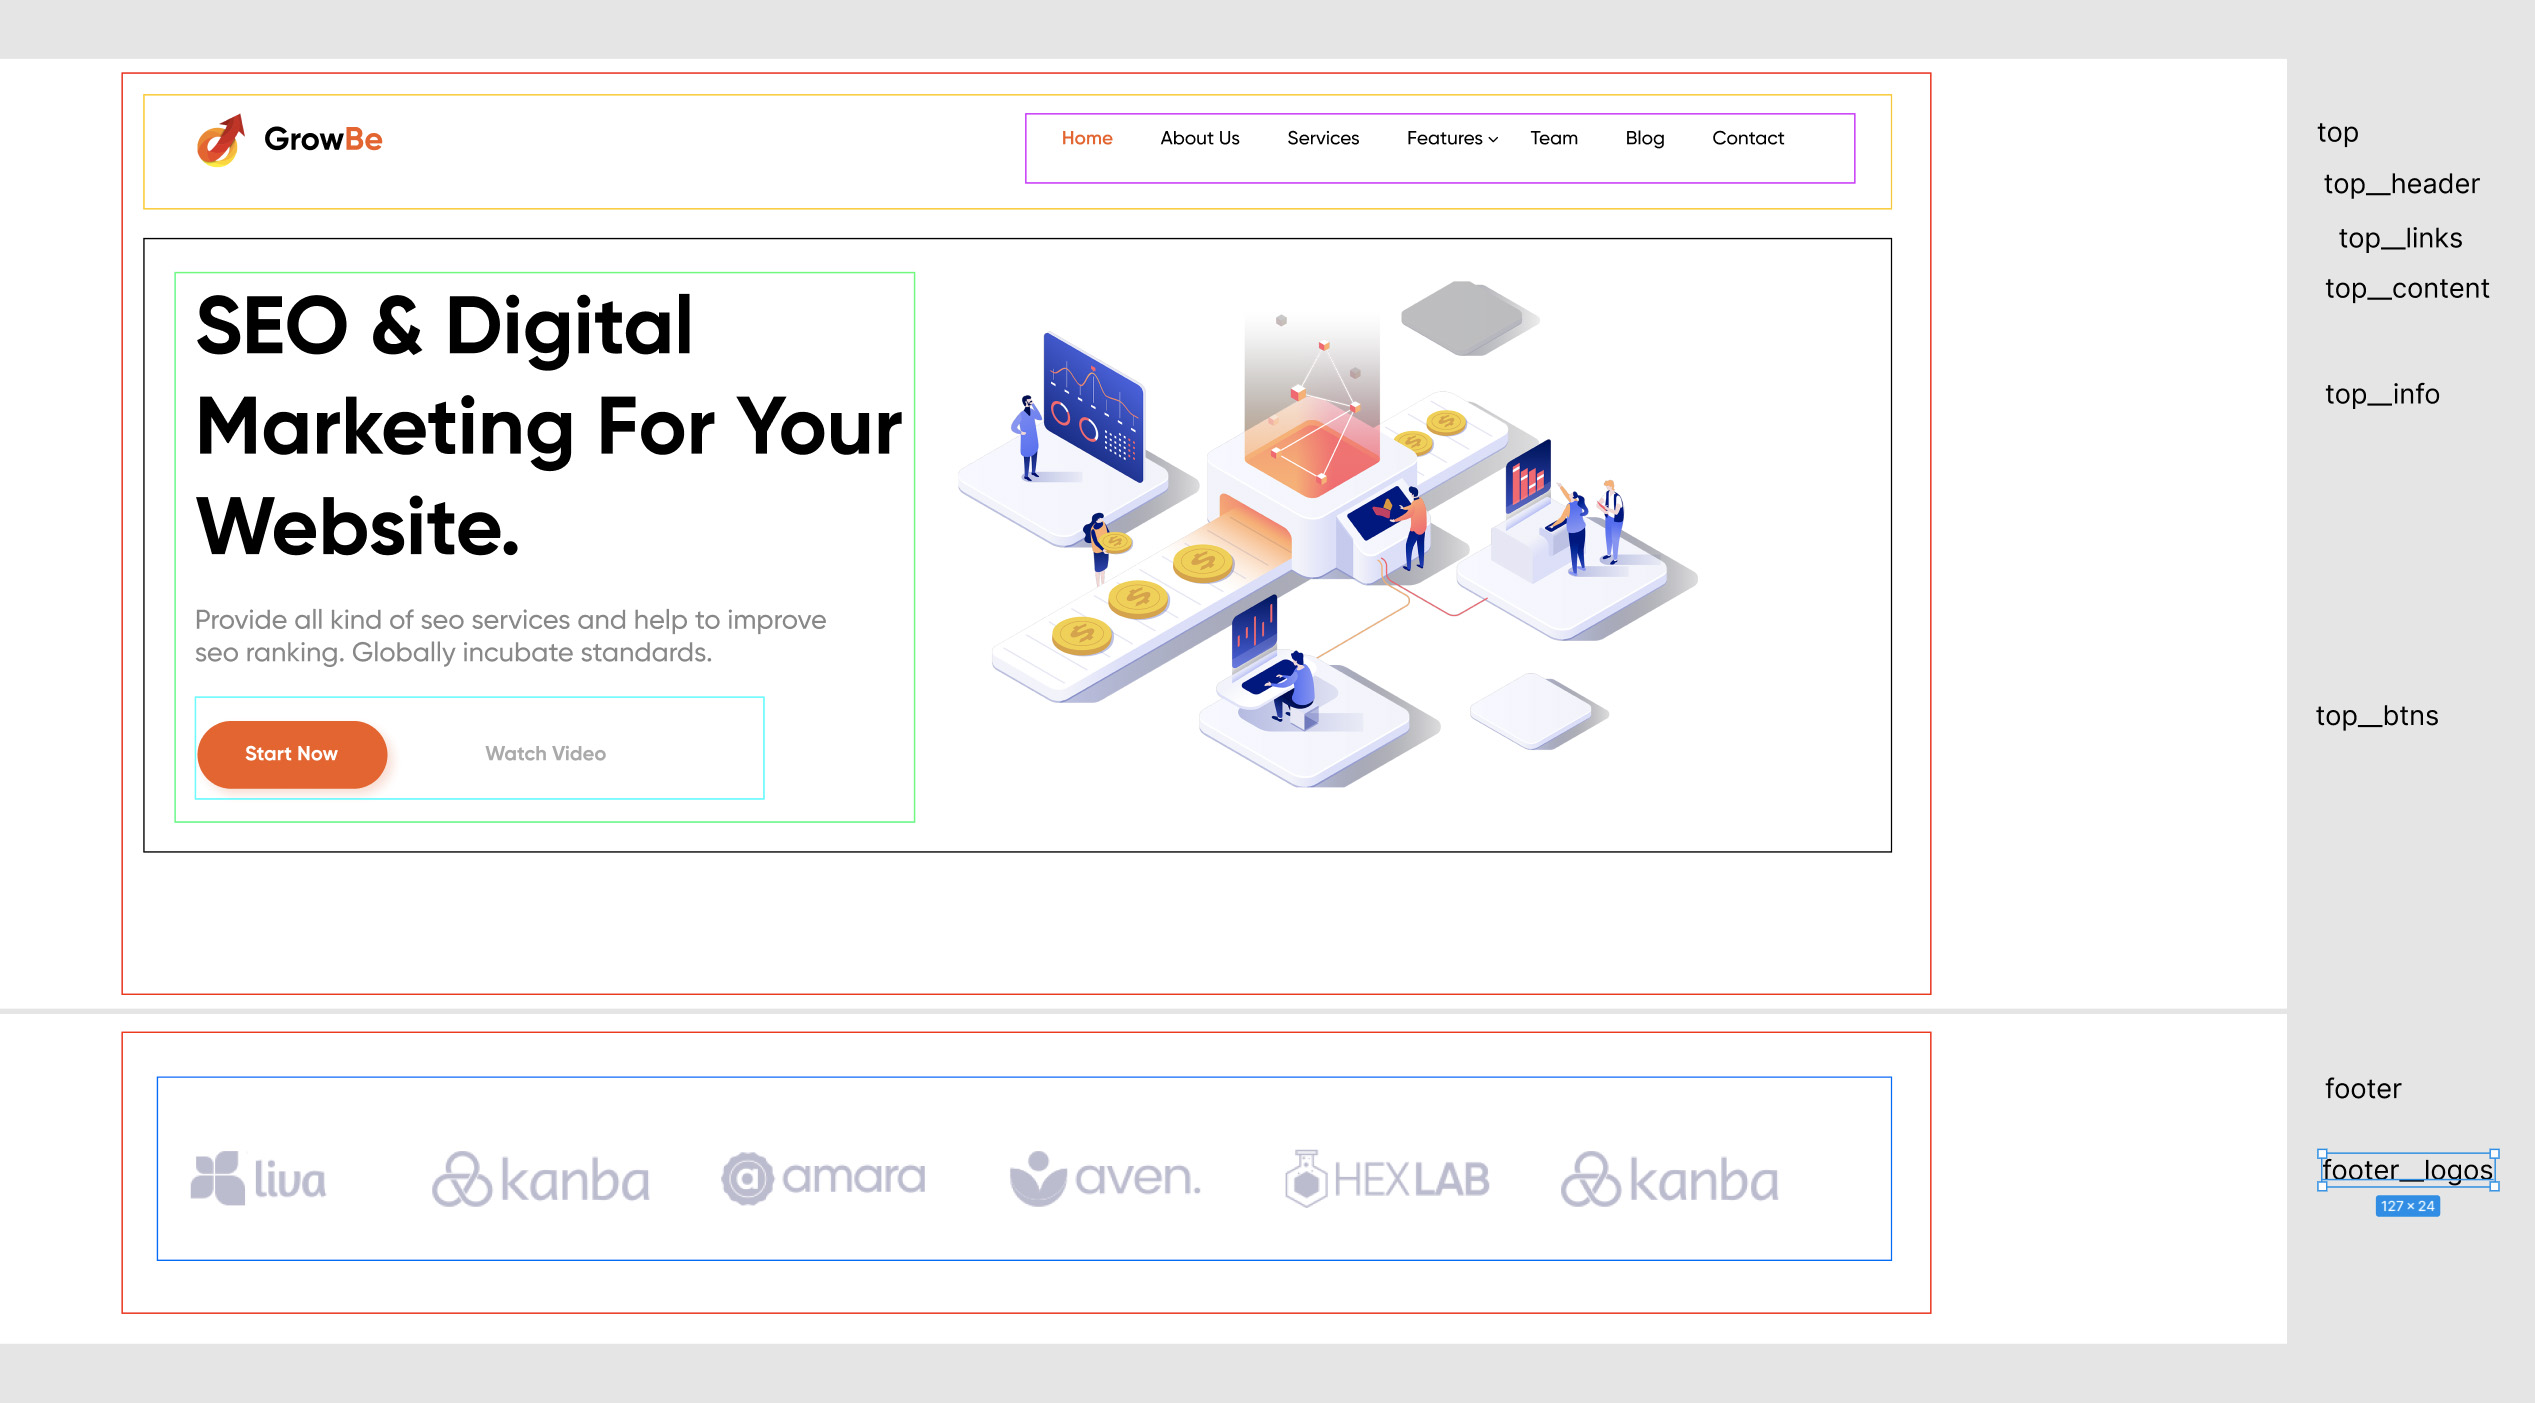 GrowBe
Home About Us Services Features Team Blog Contact
top
top__header
top__links
top__content
SEO & Digital
Marketing For Your
Website.
top__info
Provide all kind of seo services and help to improve
seo ranking. Globally incubate standards.
Start Now Watch Video
top__btns
footer
liva kanba amara aven. HEXLAB kanba
footer__logos
127 × 24